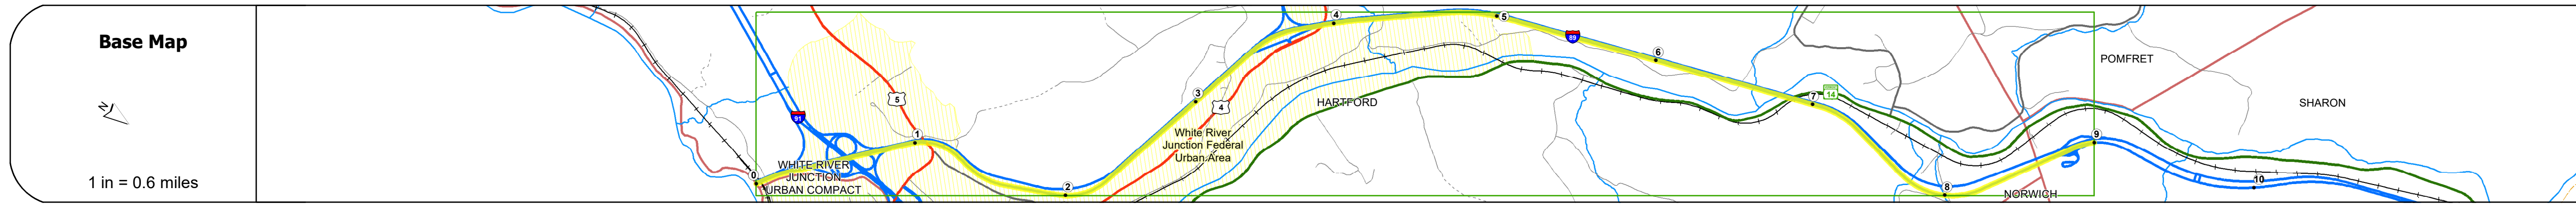 Base Map
N
1 in = 0.6 miles
0
91
WHITE RIVER
JUNCTION
URBAN COMPACT
5
1
2
3
4
White River
Junction Federal
Urban Area
4
HARTFORD
5
89
6
7
14
8
NORWICH
9
POMFRET
10
SHARON